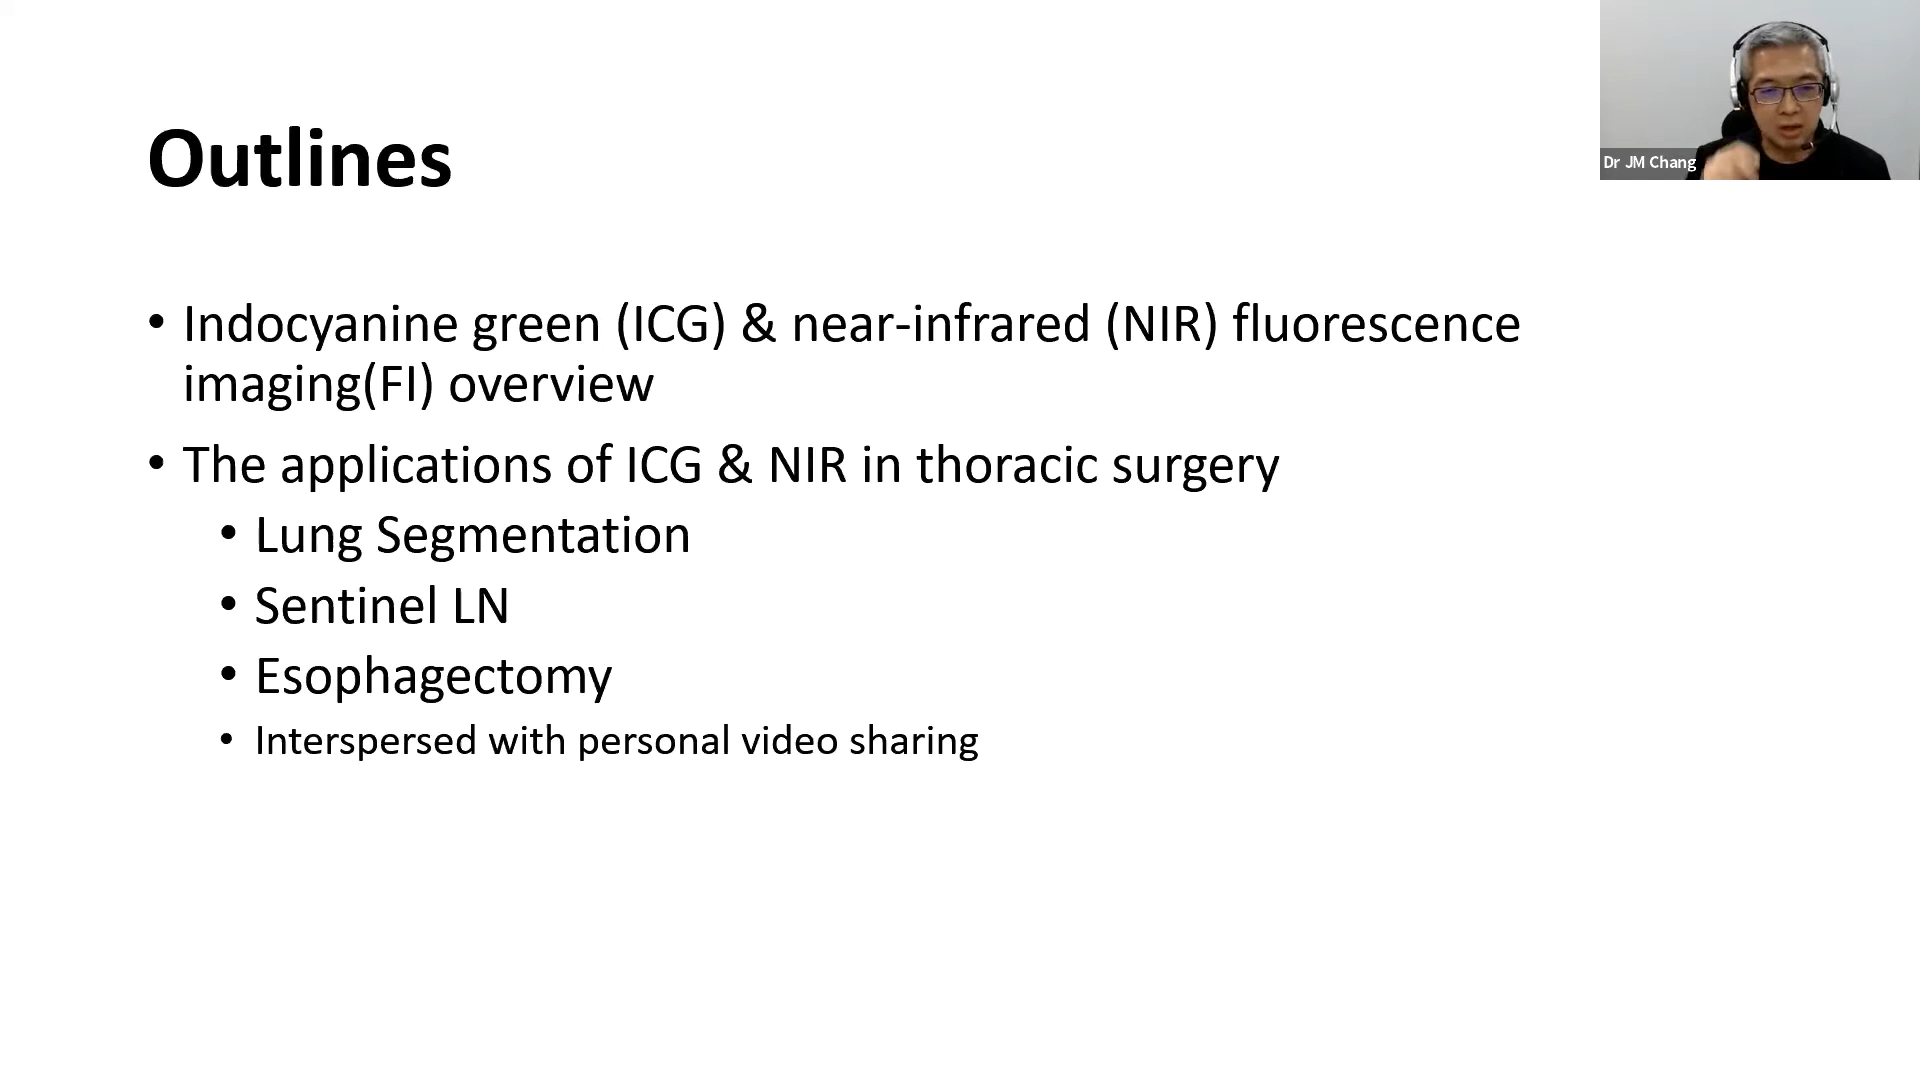 Outlines
• Indocyanine green (ICG) & near-infrared (NIR) fluorescence
imaging(FI) overview
• The applications of ICG & NIR in thoracic surgery
• Lung Segmentation
• Sentinel LN
• Esophagectomy
• Interspersed with personal video sharing
Dr JM Chang